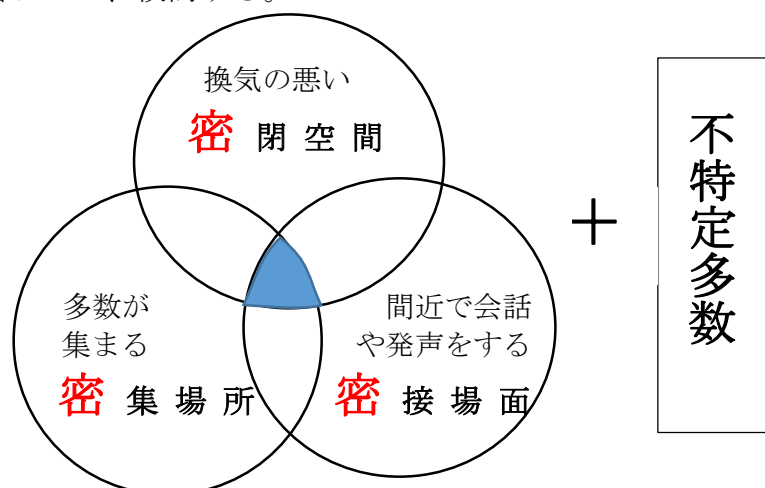 換気の悪い
密閉空間
多数が
集まる
密集場所
間近で会話
や発声をする
密接場面
＋
不特定多数